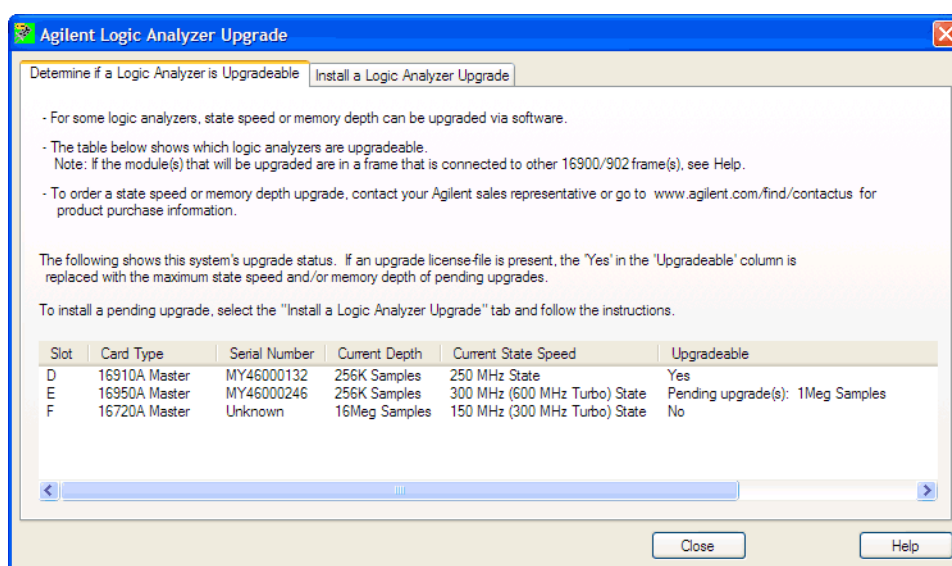 Agilent Logic Analyzer Upgrade
Determine if a Logic Analyzer is Upgradeable Install a Logic Analyzer Upgrade
- For some logic analyzers, state speed or memory depth can be upgraded via software.
- The table below shows which logic analyzers are upgradeable.
Note: If the module(s) that will be upgraded are in a frame that is connected to other 16900/902 frame(s), see Help.
- To order a state speed or memory depth upgrade, contact your Agilent sales representative or go to www.agilent.com/find/contactus for
product purchase information.
The following shows this system's upgrade status. If an upgrade license-file is present, the 'Yes' in the 'Upgradeable' column is
replaced with the maximum state speed and/or memory depth of pending upgrades.
To install a pending upgrade, select the "Install a Logic Analyzer Upgrade" tab and follow the instructions.
Slot Card Type Serial Number Current Depth Current State Speed Upgradeable
D 16910A Master MY46000132 256K Samples 250 MHz State Yes
E 16950A Master MY46000246 256K Samples 300 MHz (600 MHz Turbo) State Pending upgrade(s): 1Meg Samples
F 16720A Master Unknown 16Meg Samples 150 MHz (300 MHz Turbo) State No
Close Help